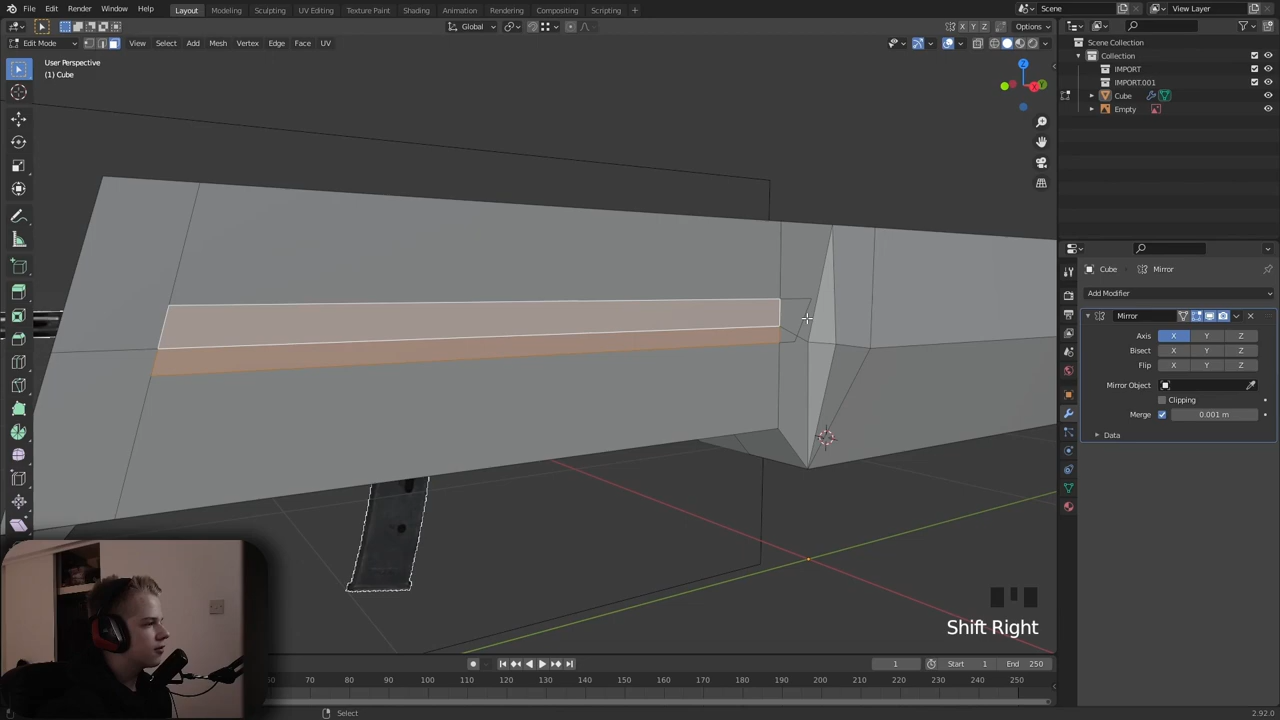 File Edit Render Window Help
Layout Modeling Sculpting UV Editing Texture Paint Shading Animation Rendering Compositing Scripting
Scene
View Layer
Global
X Y Z Options
Edit Mode View Select Add Mesh Vertex Edge Face UV
User Perspective
(1) Cube
Z
Y
Scene Collection
Collection
IMPORT
IMPORT.001
Cube
Empty
Cube Mirror
Add Modifier
Mirror
Axis X Y Z
Bisect X Y Z
Flip X Y Z
Mirror Object
Clipping
Merge 0.001 m
Data
Shift Right
1 Start 1 End 250
60 70 80 90 100 110 120 130 140 150 160 170 180 190 200 210 220 230 240 250
Select
2.92.0